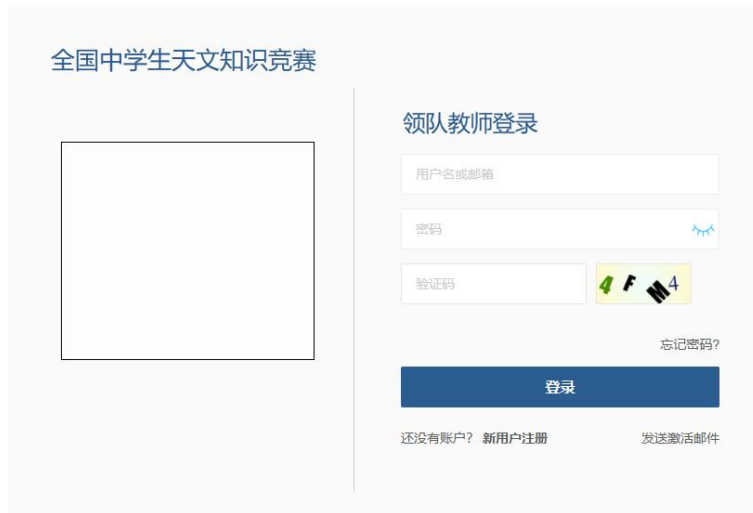 全国中学生天文知识竞赛
领队教师登录
用户名或邮箱
密码
验证码 4FM4
忘记密码?
登录
还没有账户? 新用户注册 发送激活邮件